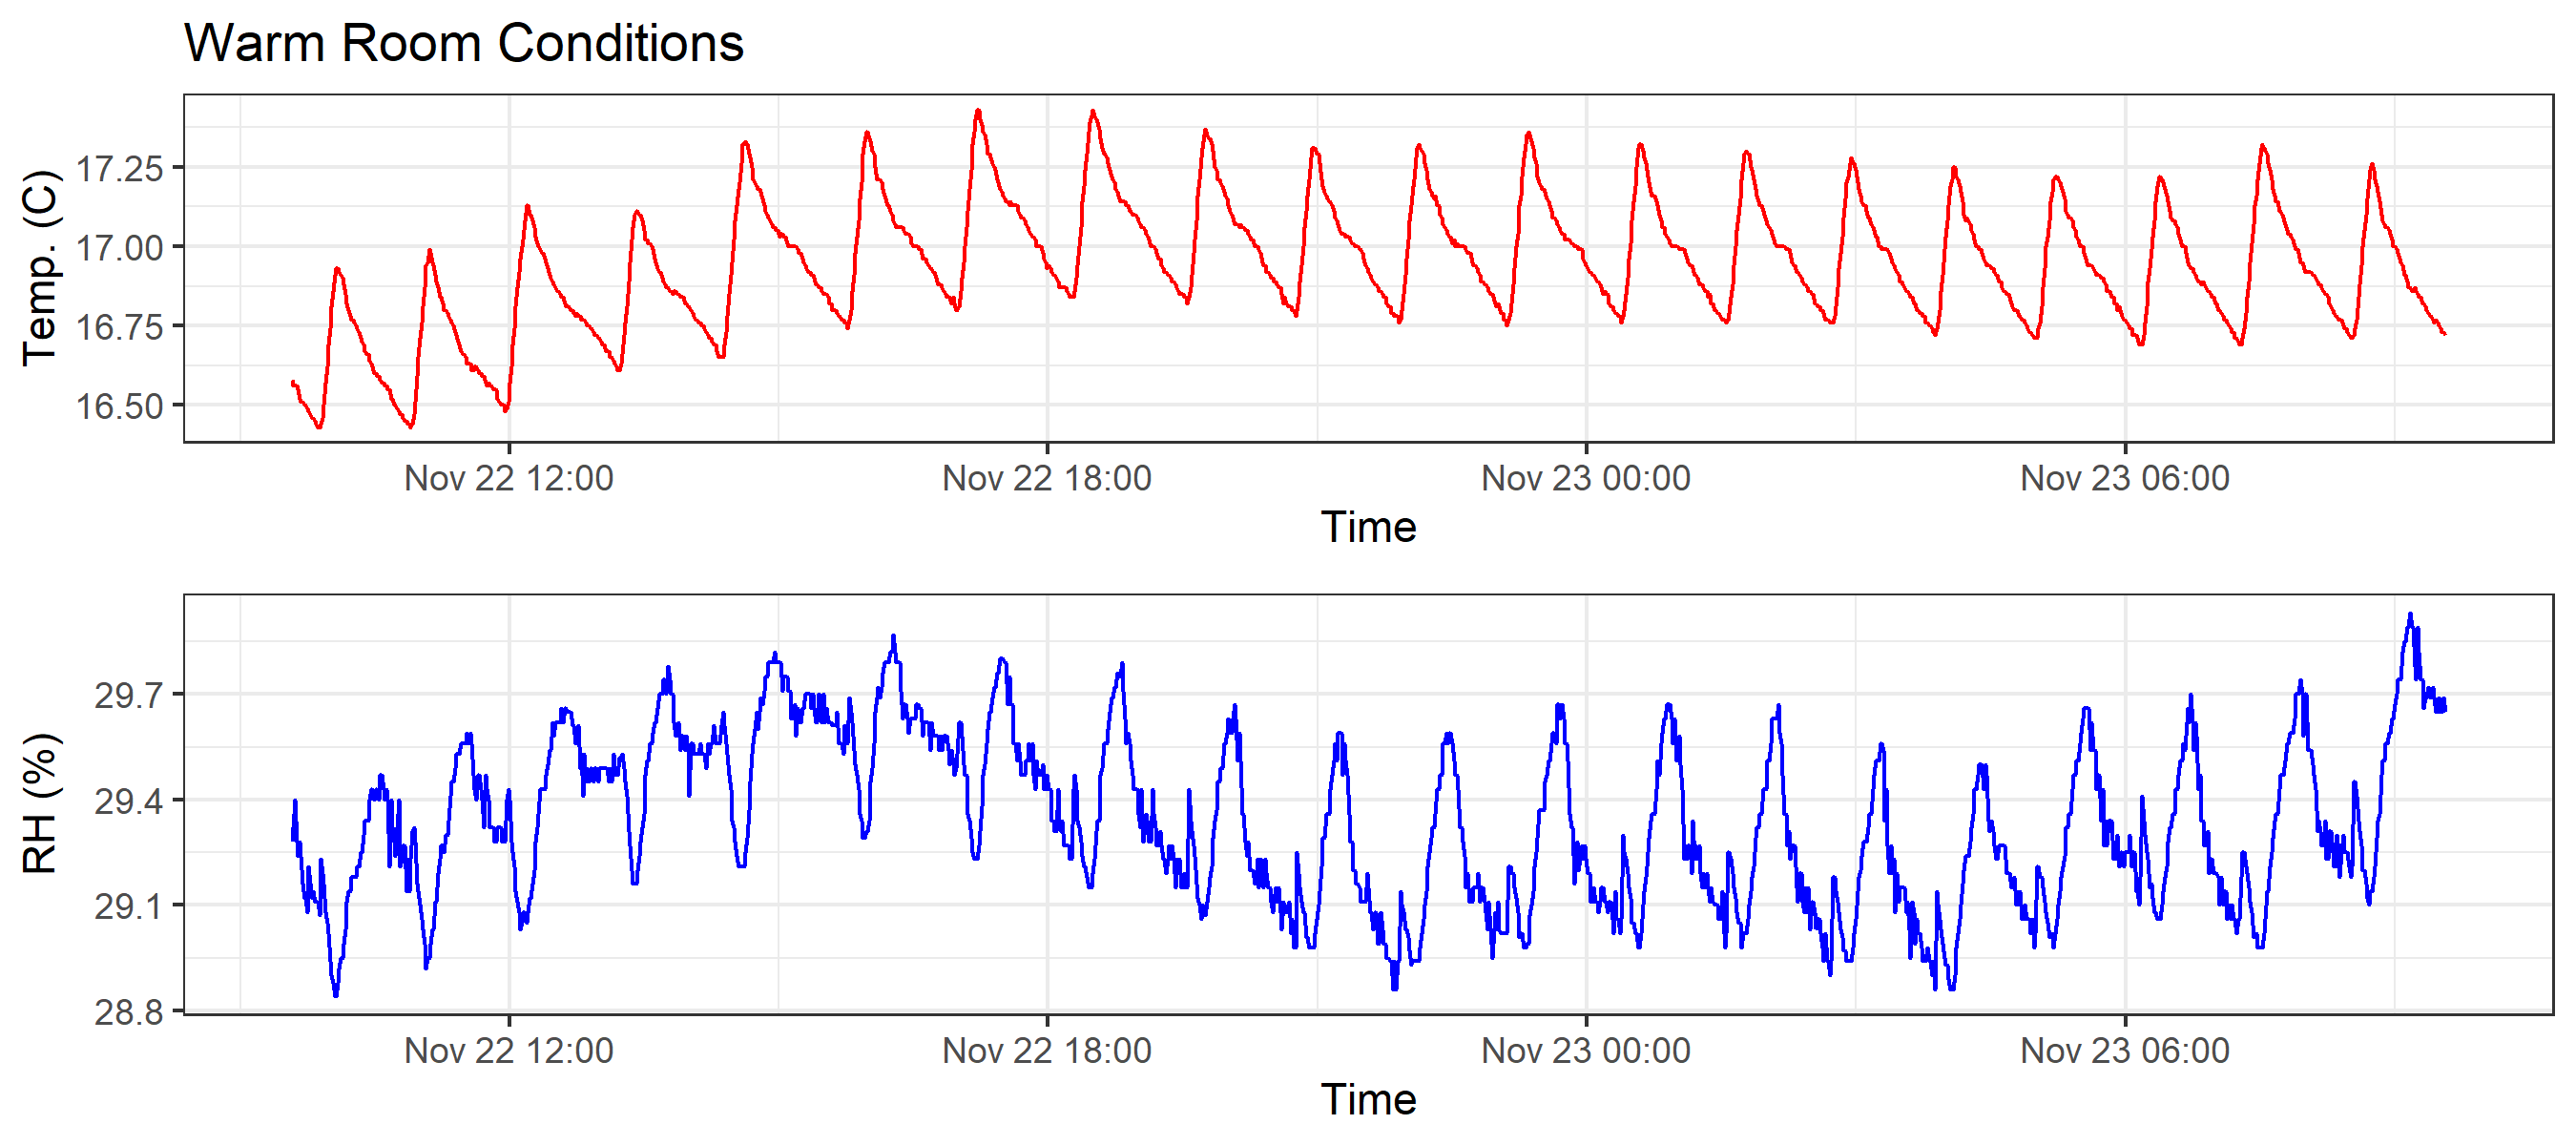 Warm Room Conditions
17.25
17.00
16.75
16.50
Temp. (C)
Nov 22 12:00 Nov 22 18:00 Nov 23 00:00 Nov 23 06:00
Time
29.7
29.4
29.1
28.8
RH (%)
Nov 22 12:00 Nov 22 18:00 Nov 23 00:00 Nov 23 06:00
Time